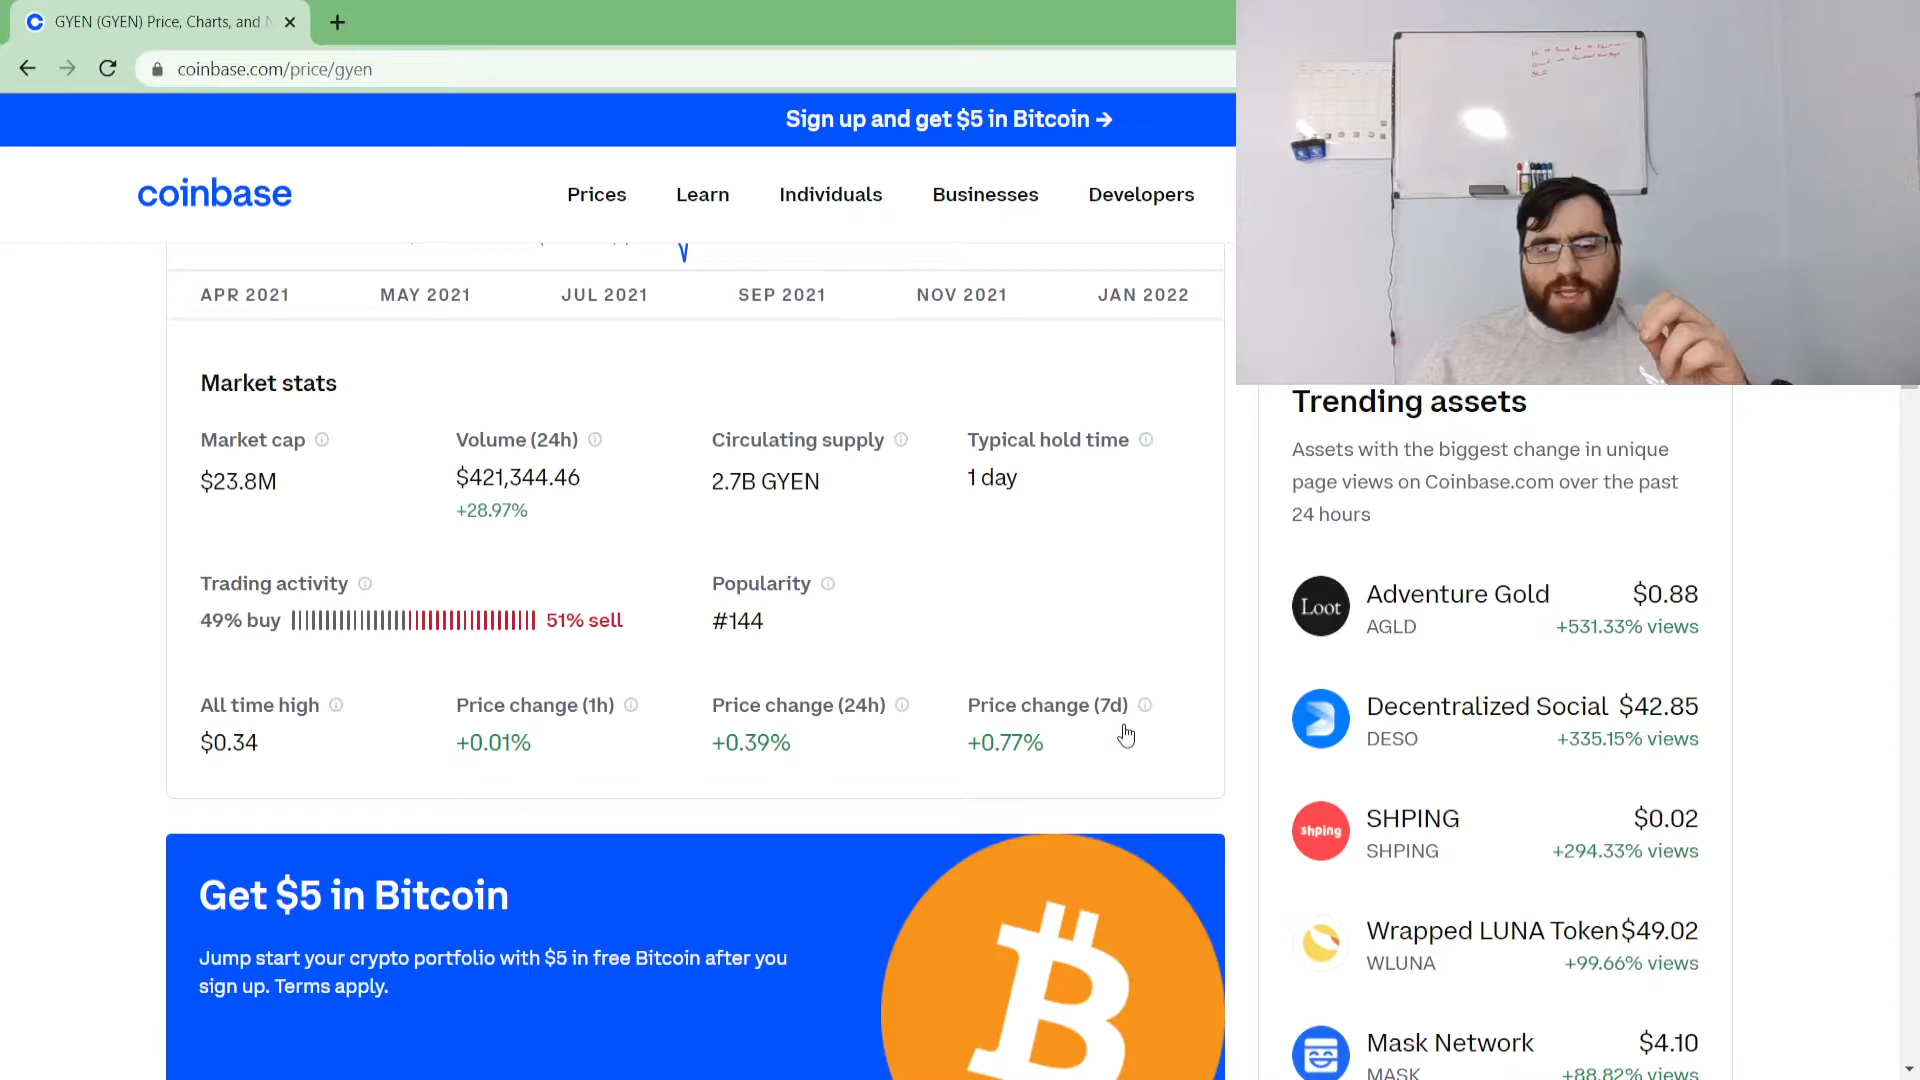 GYEN (GYEN) Price, Charts, and
coinbase.com/price/gyen
Sign up and get $5 in Bitcoin →
coinbase
Prices
Learn
Individuals
Businesses
Developers
APR 2021
MAY 2021
JUL 2021
SEP 2021
NOV 2021
JAN 2022
Market stats
Market cap
$23.8M
Volume (24h)
$421,344.46
+28.97%
Circulating supply
2.7B GYEN
Typical hold time
1 day
Trading activity
49% buy
51% sell
Popularity
#144
All time high
$0.34
Price change (1h)
+0.01%
Price change (24h)
+0.39%
Price change (7d)
+0.77%
Get $5 in Bitcoin
Jump start your crypto portfolio with $5 in free Bitcoin after you
sign up. Terms apply.
Trending assets
Assets with the biggest change in unique
page views on Coinbase.com over the past
24 hours
Loot
Adventure Gold
$0.88
AGLD
+531.33% views
Decentralized Social
$42.85
DESO
+335.15% views
shping
SHPING
$0.02
SHPING
+294.33% views
Wrapped LUNA Token
$49.02
WLUNA
+99.66% views
Mask Network
$4.10
MASK
+88.82% views